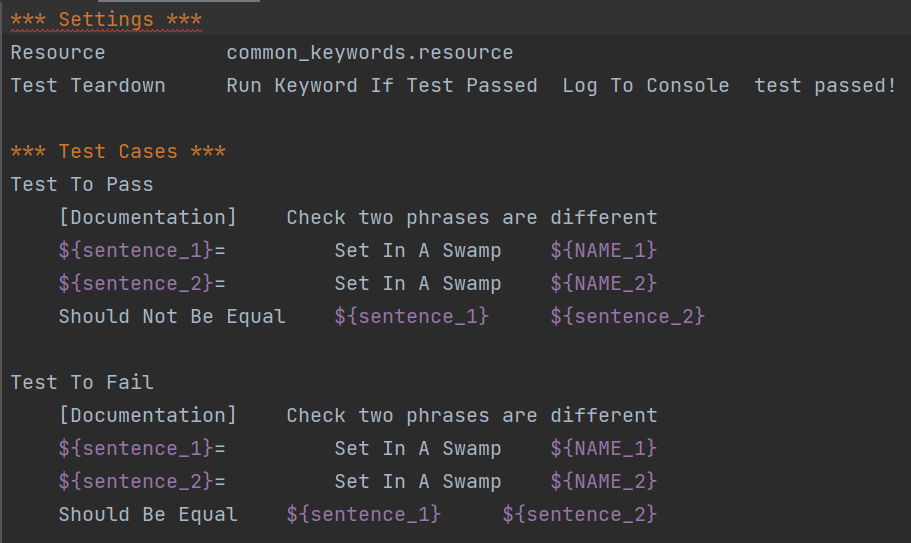 *** Settings ***
Resource          common_keywords.resource
Test Teardown     Run Keyword If Test Passed  Log To Console  test passed!
*** Test Cases ***
Test To Pass
    [Documentation]    Check two phrases are different
    ${sentence_1}=         Set In A Swamp    ${NAME_1}
    ${sentence_2}=         Set In A Swamp    ${NAME_2}
    Should Not Be Equal    ${sentence_1}     ${sentence_2}
Test To Fail
    [Documentation]    Check two phrases are different
    ${sentence_1}=         Set In A Swamp    ${NAME_1}
    ${sentence_2}=         Set In A Swamp    ${NAME_2}
    Should Be Equal    ${sentence_1}     ${sentence_2}